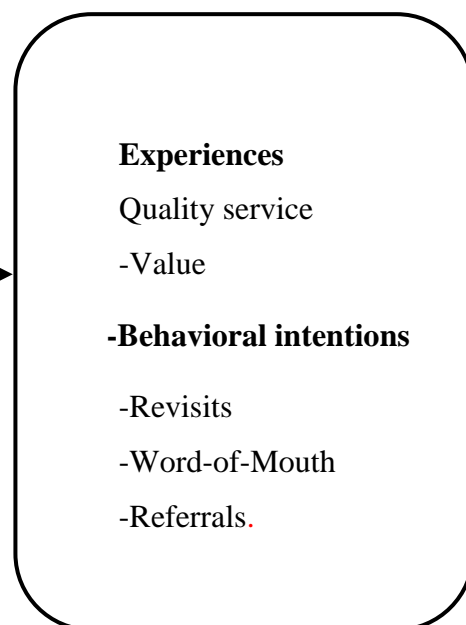 Experiences
Quality service
-Value
-Behavioral intentions
-Revisits
-Word-of-Mouth
-Referrals.